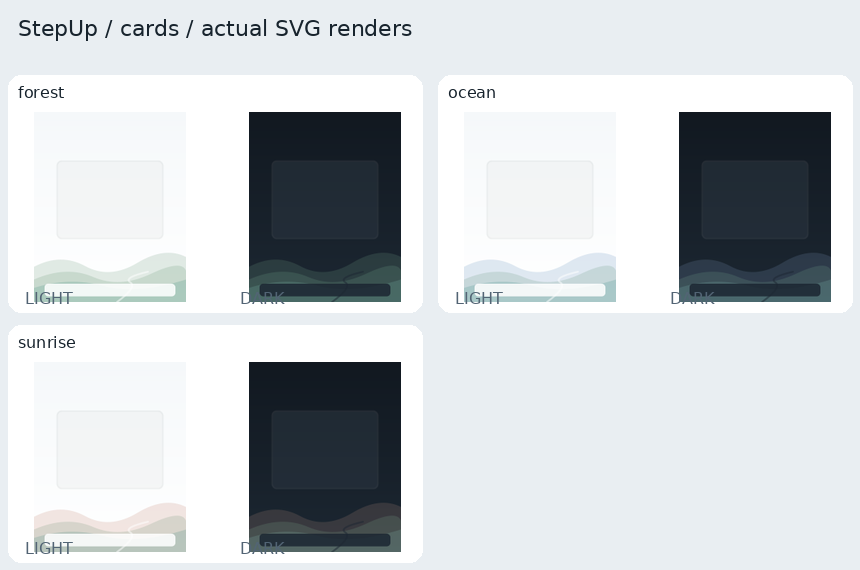 StepUp / cards / actual SVG renders
forest
LIGHT
DARK
ocean
LIGHT
DARK
sunrise
LIGHT
DARK